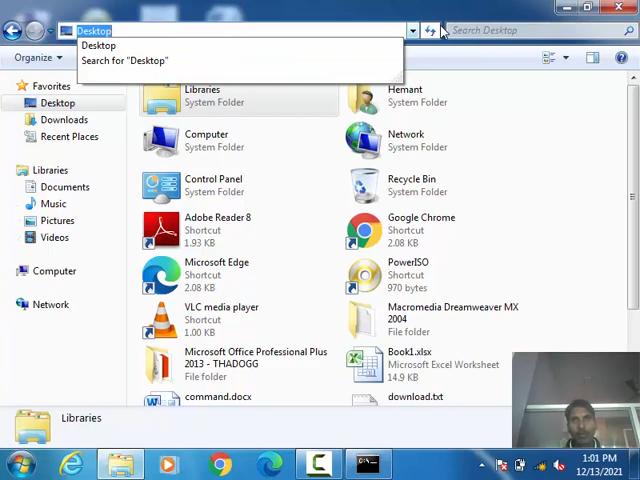 Desktop
Search Desktop
Desktop
Search for "Desktop"
Organize
Favorites
Desktop
Downloads
Recent Places
Libraries
Documents
Music
Pictures
Videos
Computer
Network
Libraries
System Folder
Hemant
System Folder
Computer
System Folder
Network
System Folder
Control Panel
System Folder
Recycle Bin
System Folder
Adobe Reader 8
Shortcut
1.93 KB
Google Chrome
Shortcut
2.08 KB
Microsoft Edge
Shortcut
2.08 KB
PowerISO
Shortcut
970 bytes
VLC media player
Shortcut
1.00 KB
Macromedia Dreamweaver MX
2004
File folder
Microsoft Office Professional Plus
2013 - THADOGG
File folder
Book1.xlsx
Microsoft Excel Worksheet
14.9 KB
command.docx
download.txt
Libraries
1:01 PM
12/13/2021